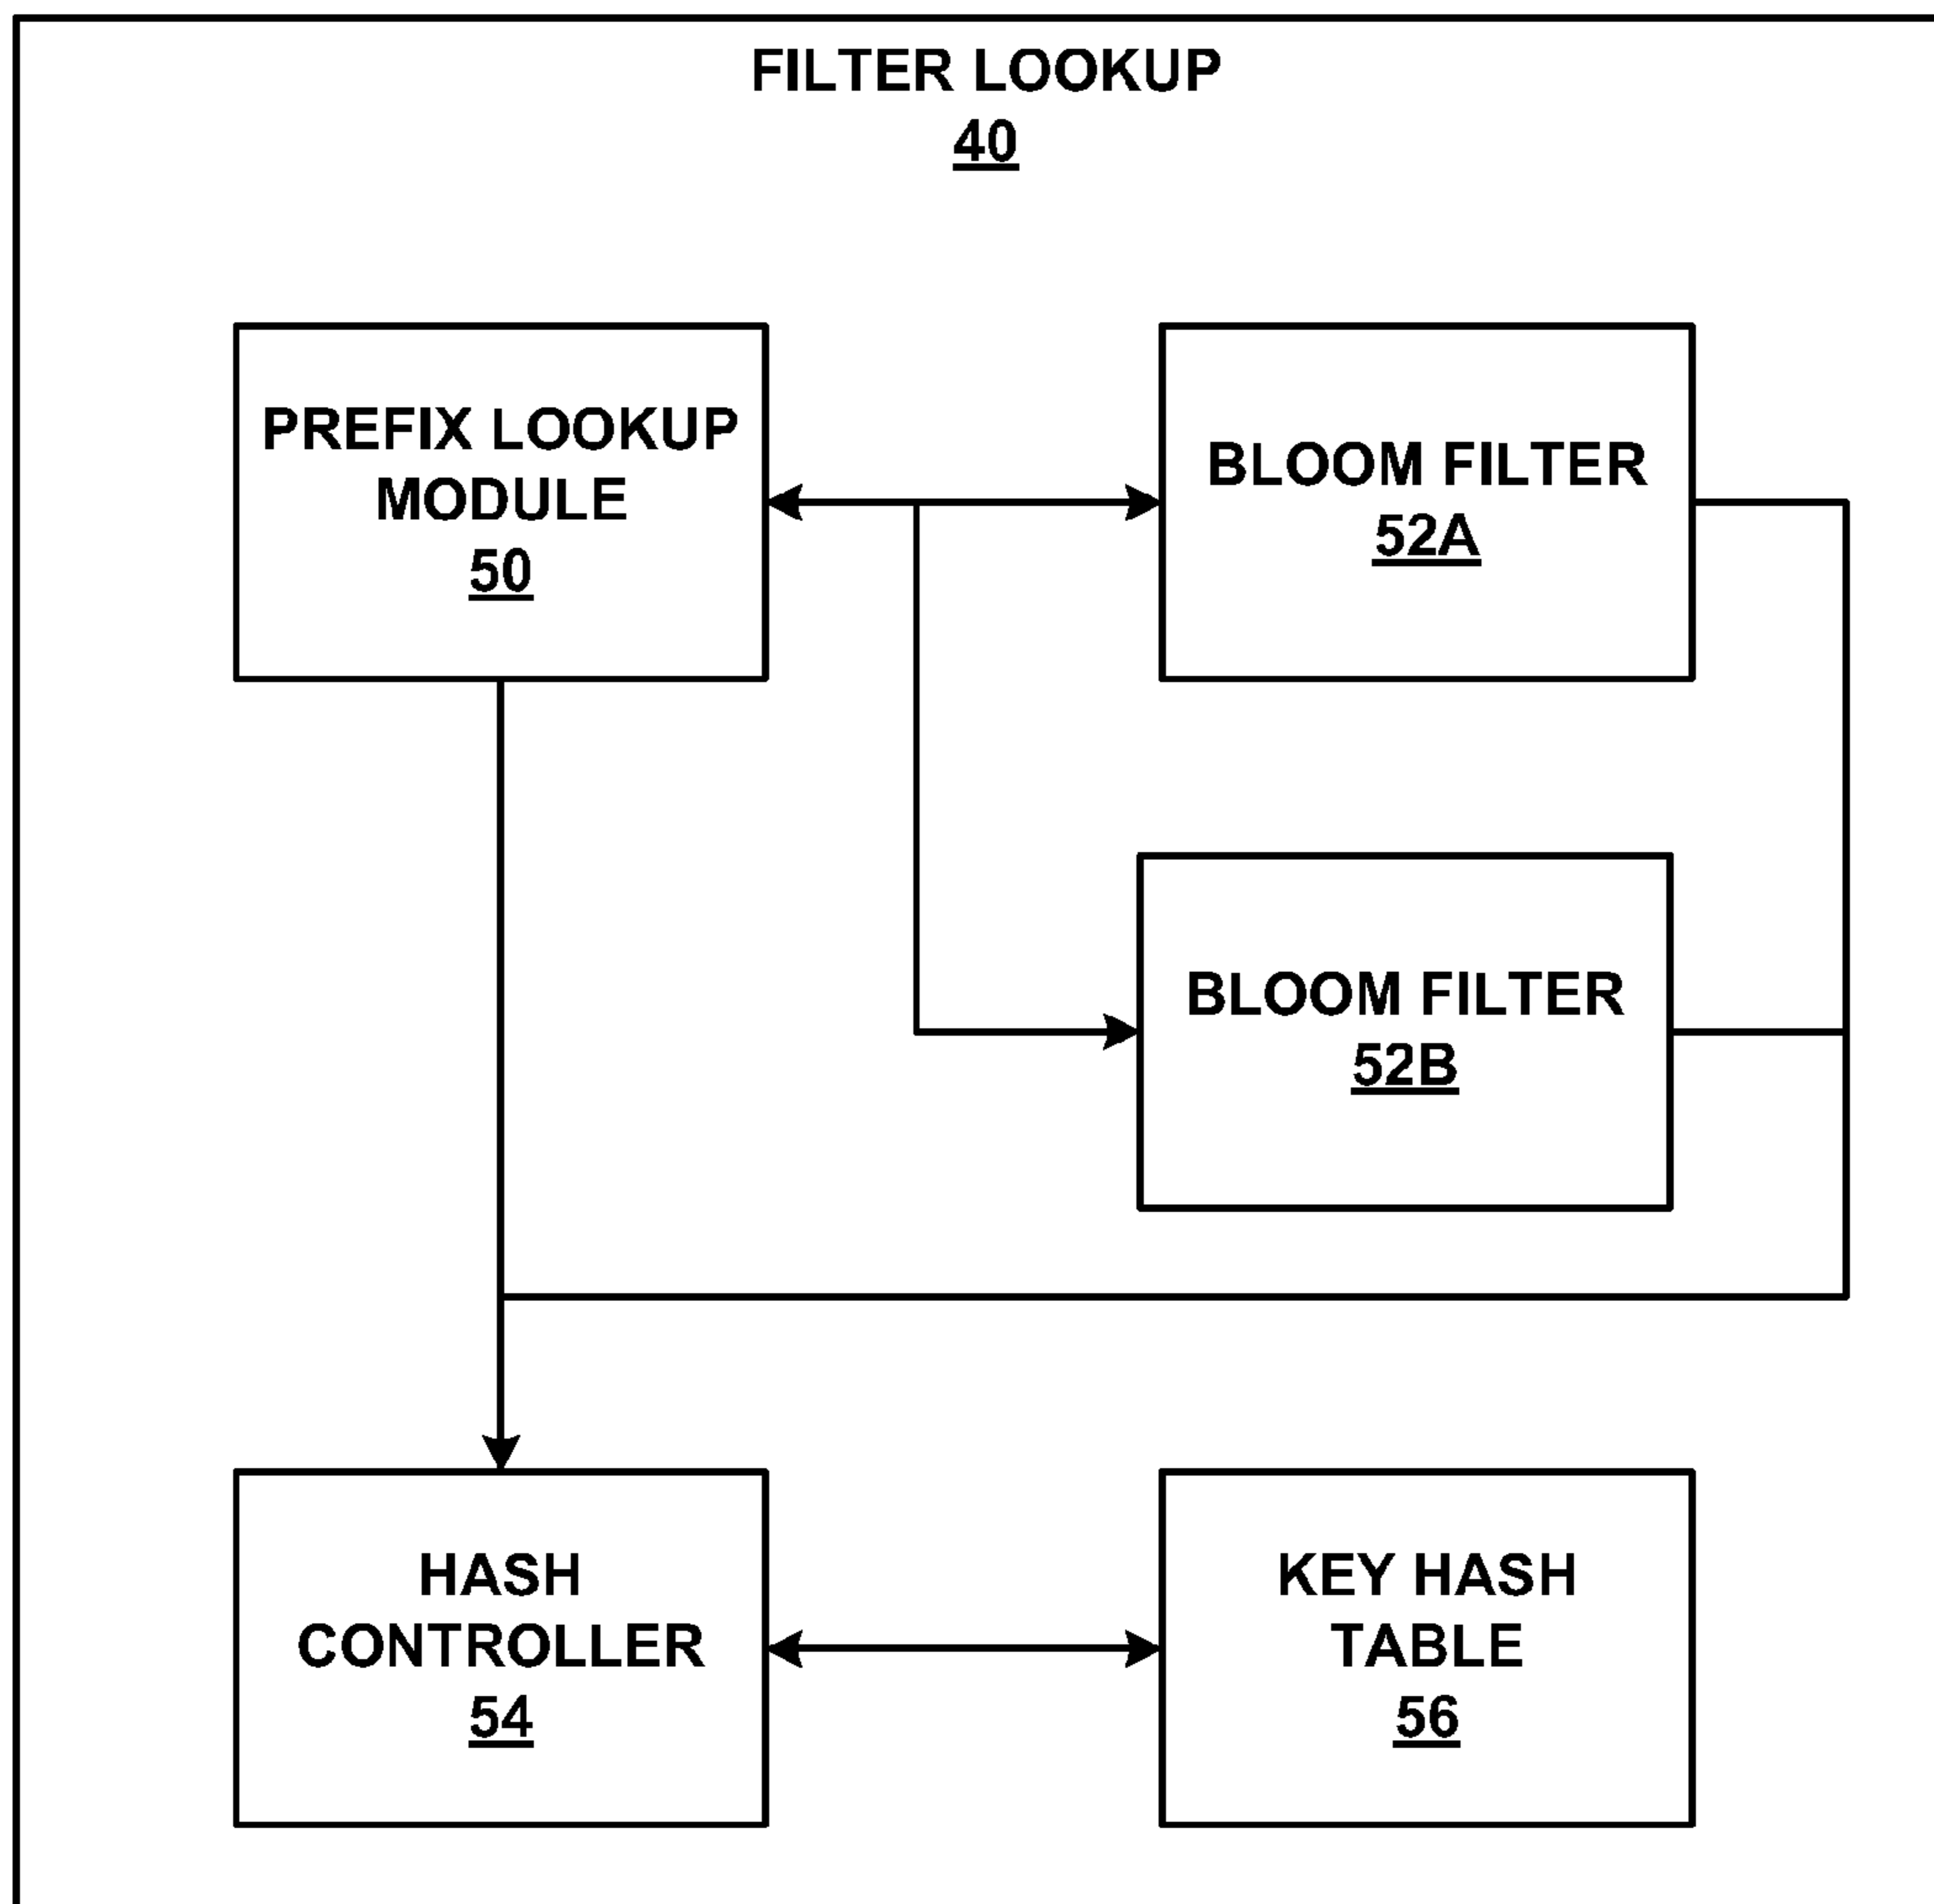 FILTER LOOKUP
40
PREFIX LOOKUP
MODULE
50
BLOOM FILTER
52A
BLOOM FILTER
52B
HASH
CONTROLLER
54
KEY HASH
TABLE
56